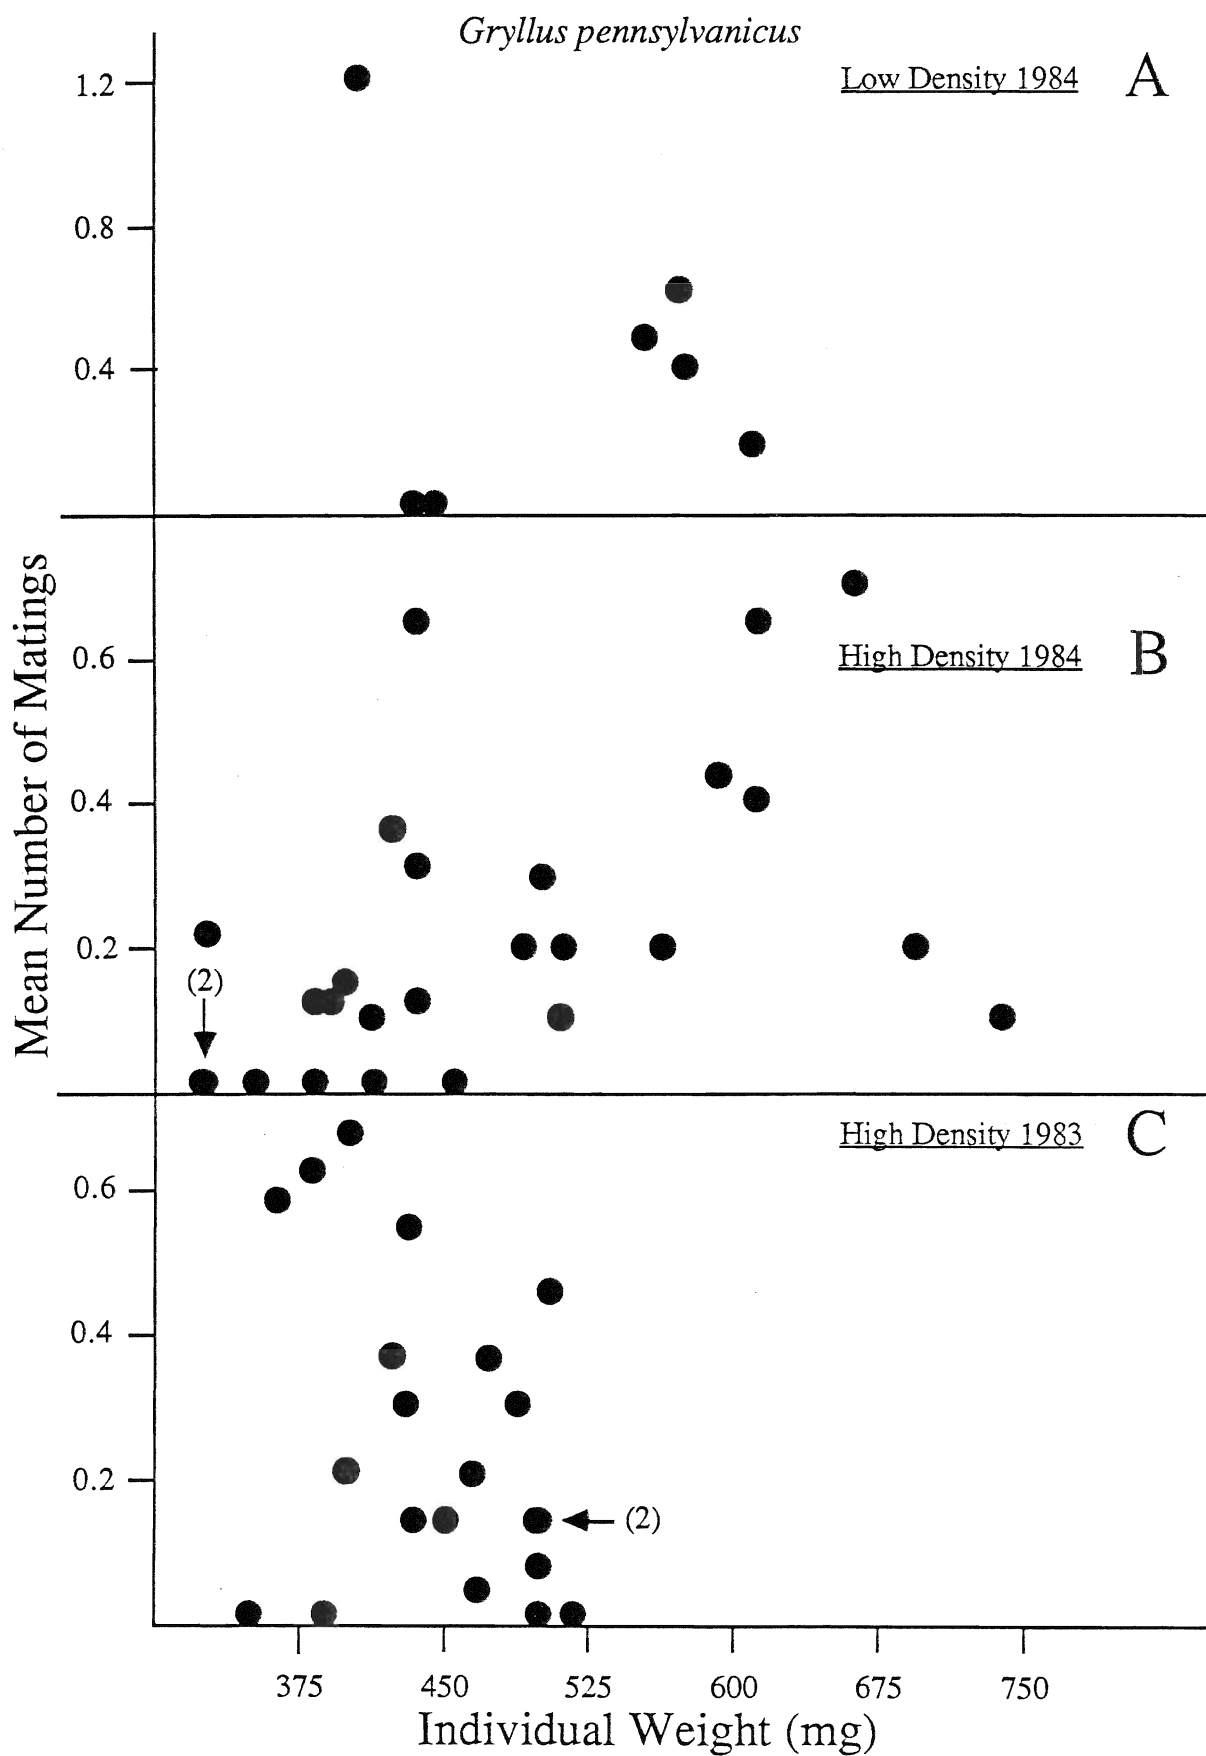 Gryllus pennsylvanicus
Low Density 1984
A
1.2
0.8
0.4
Mean Number of Matings
High Density 1984
B
0.6
0.4
0.2
(2)
High Density 1983
C
0.6
0.4
0.2
(2)
375 450 525 600 675 750
Individual Weight (mg)